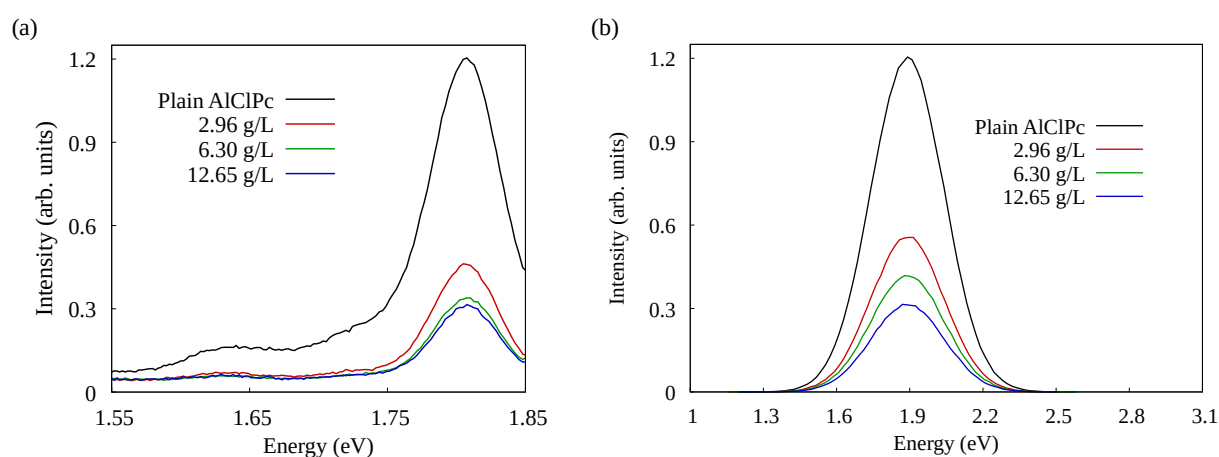 (a)
Intensity (arb. units)
1.2
0.9
0.6
0.3
0
Plain AlClPc
2.96 g/L
6.30 g/L
12.65 g/L
1.55 1.65 1.75 1.85
Energy (eV)
(b)
Intensity (arb. units)
1.2
0.9
0.6
0.3
0
Plain AlClPc
2.96 g/L
6.30 g/L
12.65 g/L
1 1.3 1.6 1.9 2.2 2.5 2.8 3.1
Energy (eV)